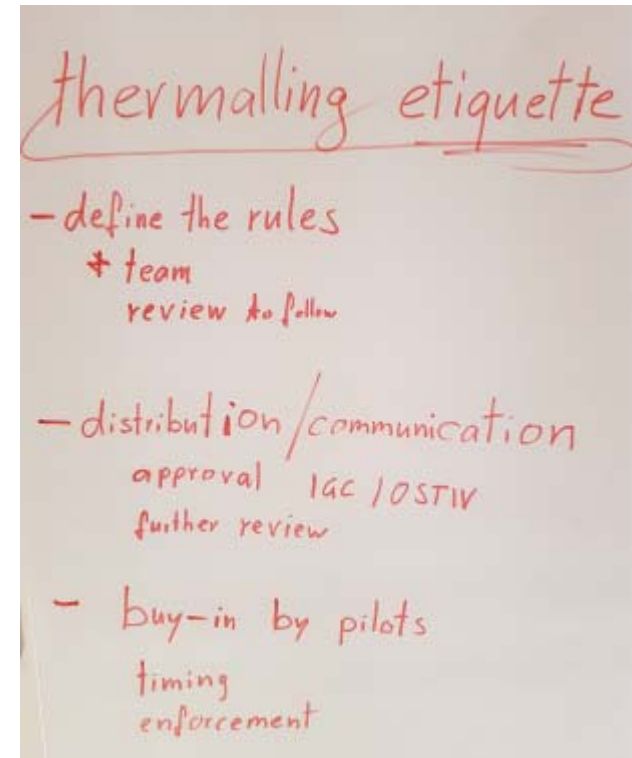 thermalling etiquette
- define the rules
+ team
review to follow
- distribution/communication
approval IGC / OSTIV
further review
- buy-in by pilots
timing
enforcement